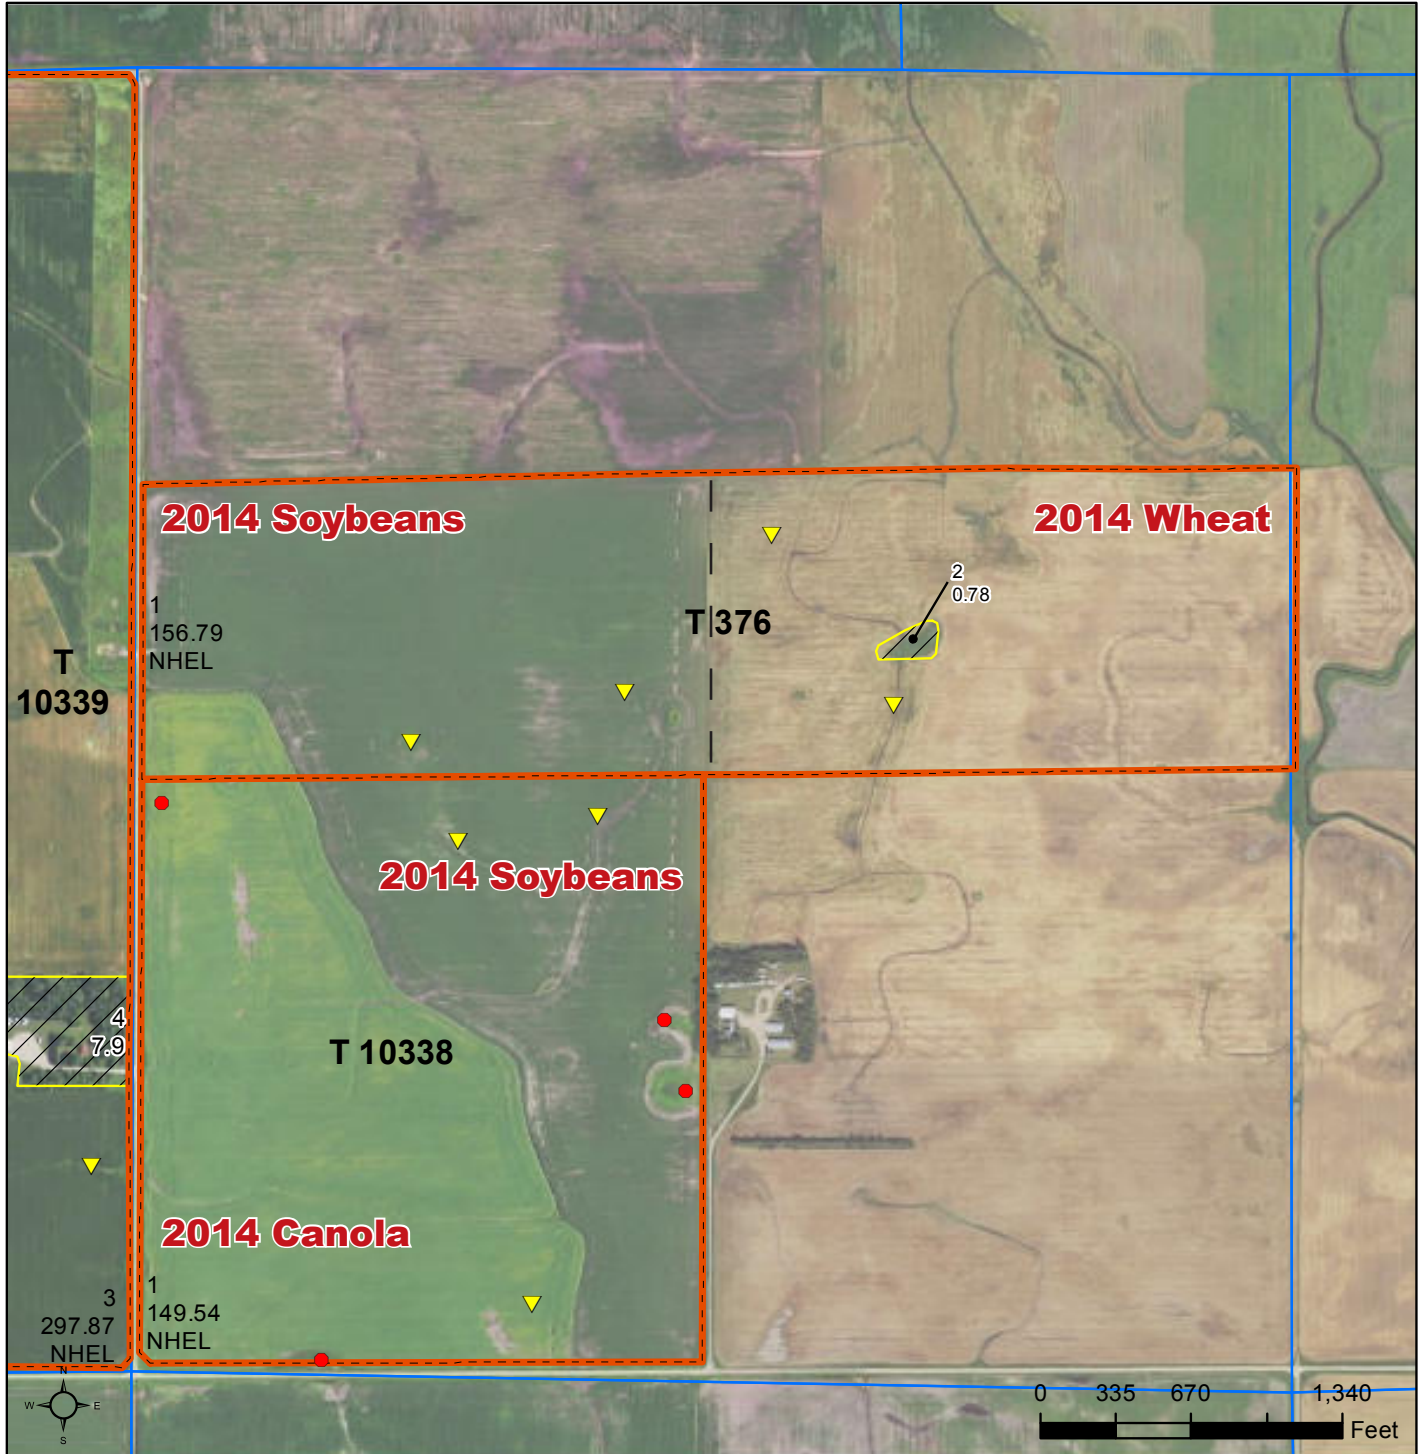 2014 Soybeans
2014 Wheat
2
0.78
1
156.79
NHEL
T 376
T
10339
2014 Soybeans
4
7.9
T 10338
2014 Canola
1
149.54
NHEL
3
297.87
NHEL
N
W E
S
0 335 670 1,340
Feet